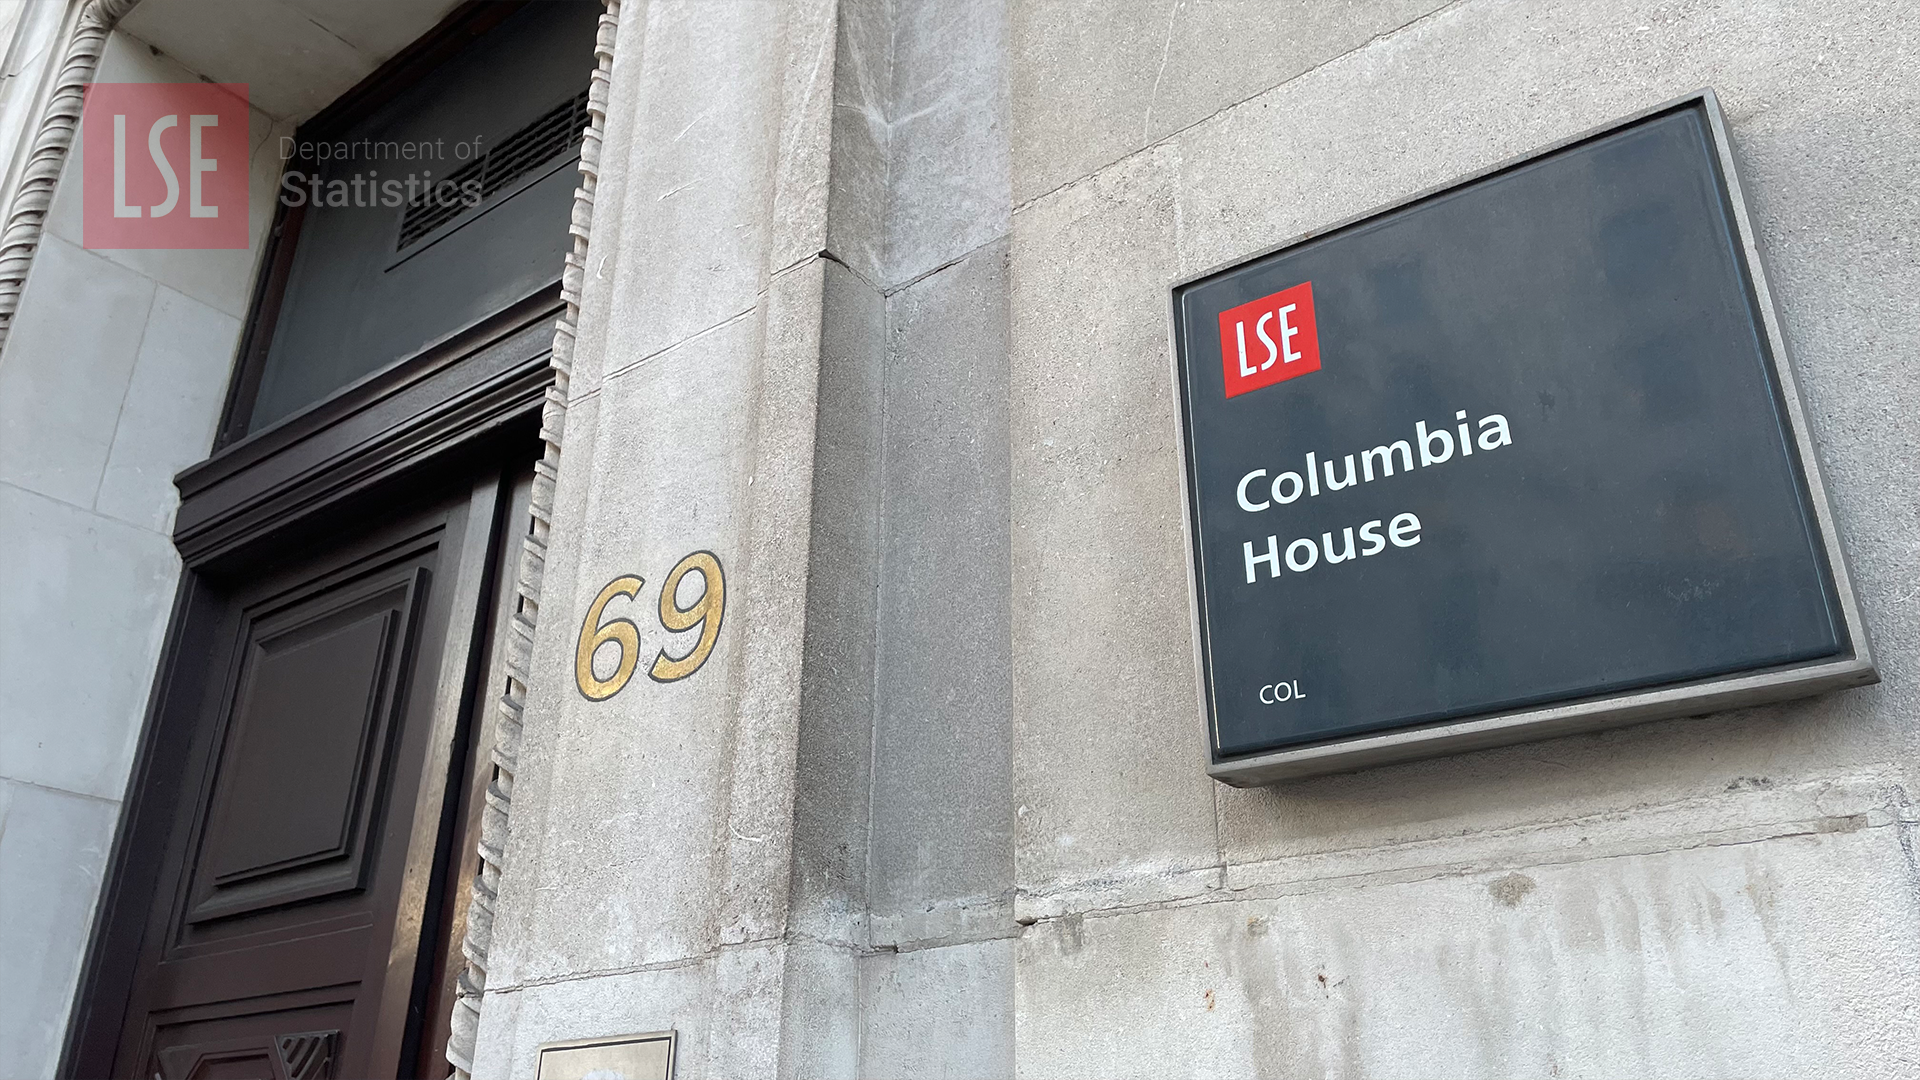 LSE
Department of
Statistics
69
LSE
Columbia
House
COL